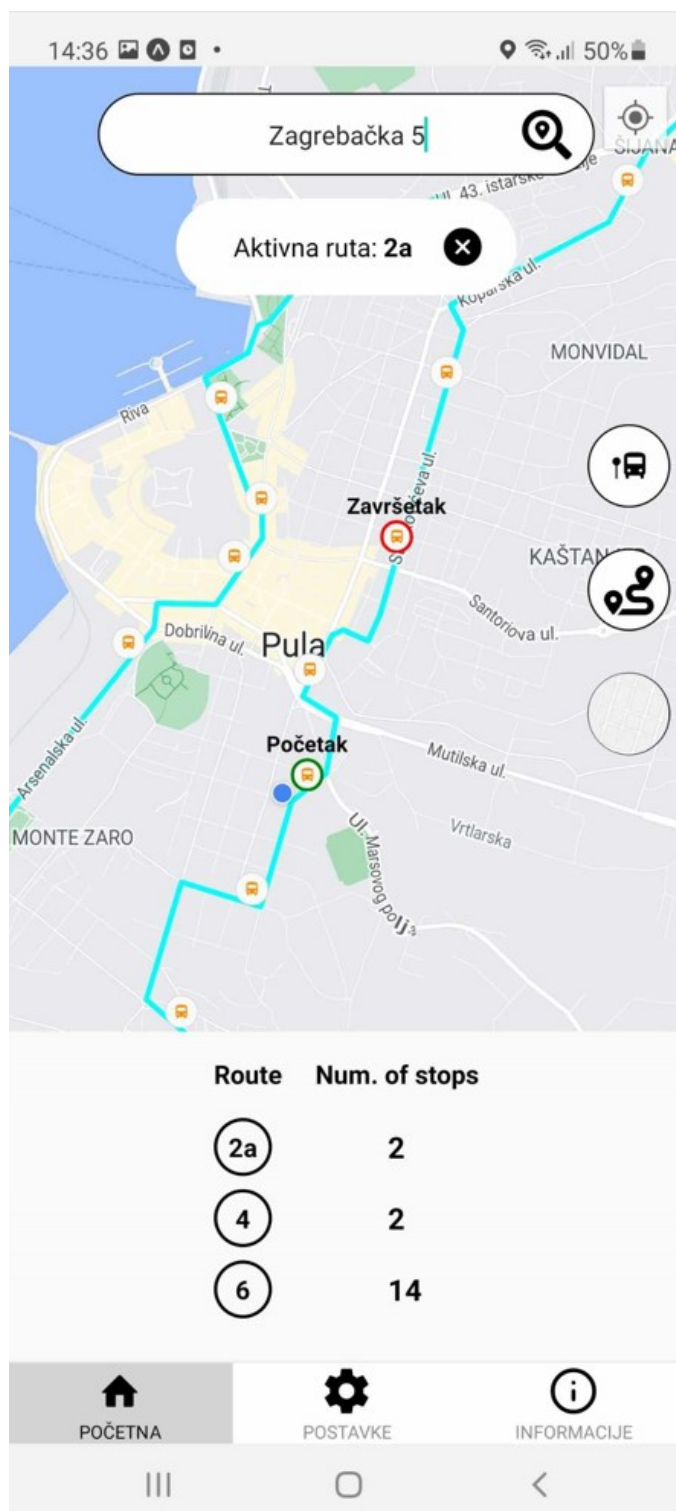 14:36
50%
Zagrebačka 5
ŠIJANA
43. istarske
Aktivna ruta: 2a
Koparska ul.
MONVIDAL
Riva
Završetak
Santoriova ul.
Dobrilina ul.
Pula
Početak
Mutilska ul.
Arsenalska ul.
Vrtlarska
MONTE ZARO
Ul. Marsovog polja
Route Num. of stops
2a 2
4 2
6 14
POČETNA POSTAVKE INFORMACIJE